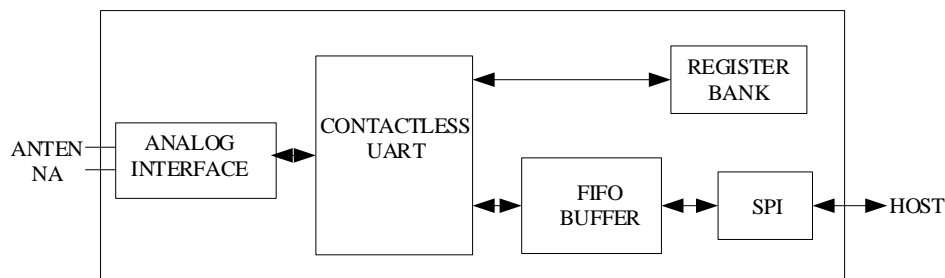 ANTEN
NA
ANALOG
INTERFACE
CONTACTLESS
UART
REGISTER
BANK
FIFO
BUFFER
SPI
HOST